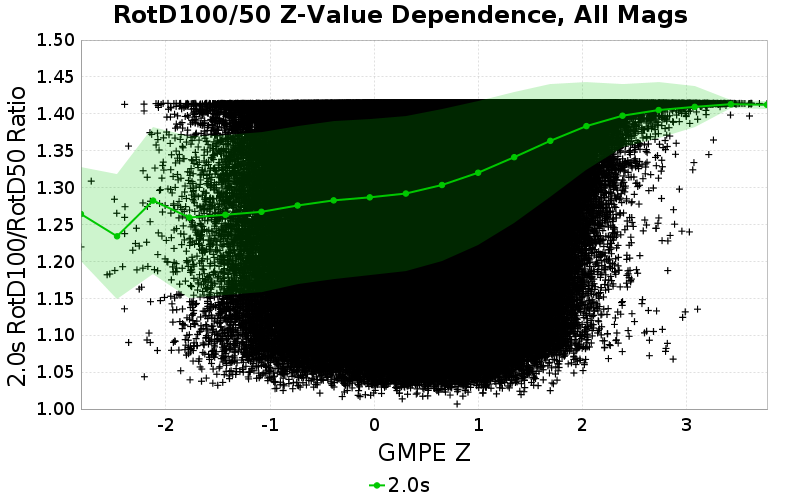 RotD100/50 Z-Value Dependence, All Mags
2.0s RotD100/RotD50 Ratio
1.50
1.45
1.40
1.35
1.30
1.25
1.20
1.15
1.10
1.05
1.00
-2 -1 0 1 2 3
GMPE Z
2.0s